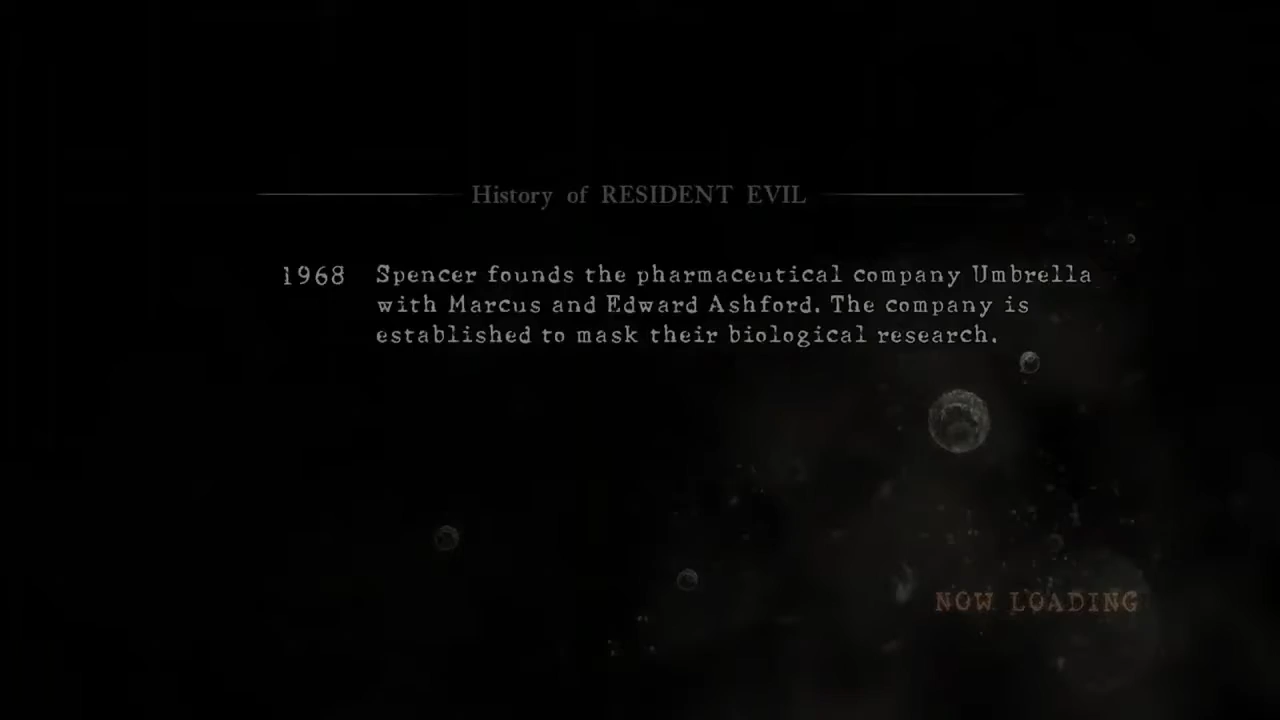 History of RESIDENT EVIL
1968 Spencer founds the pharmaceutical company Umbrella
with Marcus and Edward Ashford. The company is
established to mask their biological research.
NOW LOADING